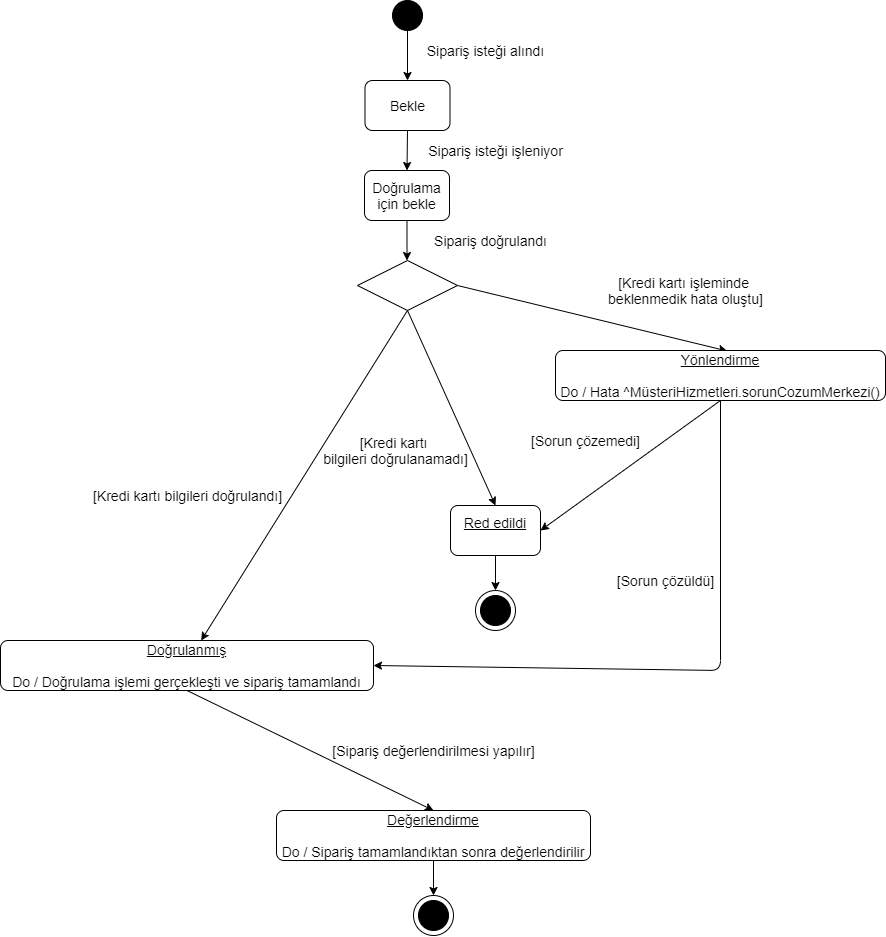 Sipariş isteği alındı
Bekle
Sipariş isteği işleniyor
Doğrulama
için bekle
Sipariş doğrulandı
[Kredi kartı işleminde
beklenmedik hata oluştu]
Yönlendirme
Do / Hata ^MüsteriHizmetleri.sorunCozumMerkezi()
[Kredi kartı
bilgileri doğrulanamadı]
[Sorun çözemedi]
[Kredi kartı bilgileri doğrulandı]
Red edildi
[Sorun çözüldü]
Doğrulanmış
Do / Doğrulama işlemi gerçekleşti ve sipariş tamamlandı
[Sipariş değerlendirilmesi yapılır]
Değerlendirme
Do / Sipariş tamamlandıktan sonra değerlendirilir